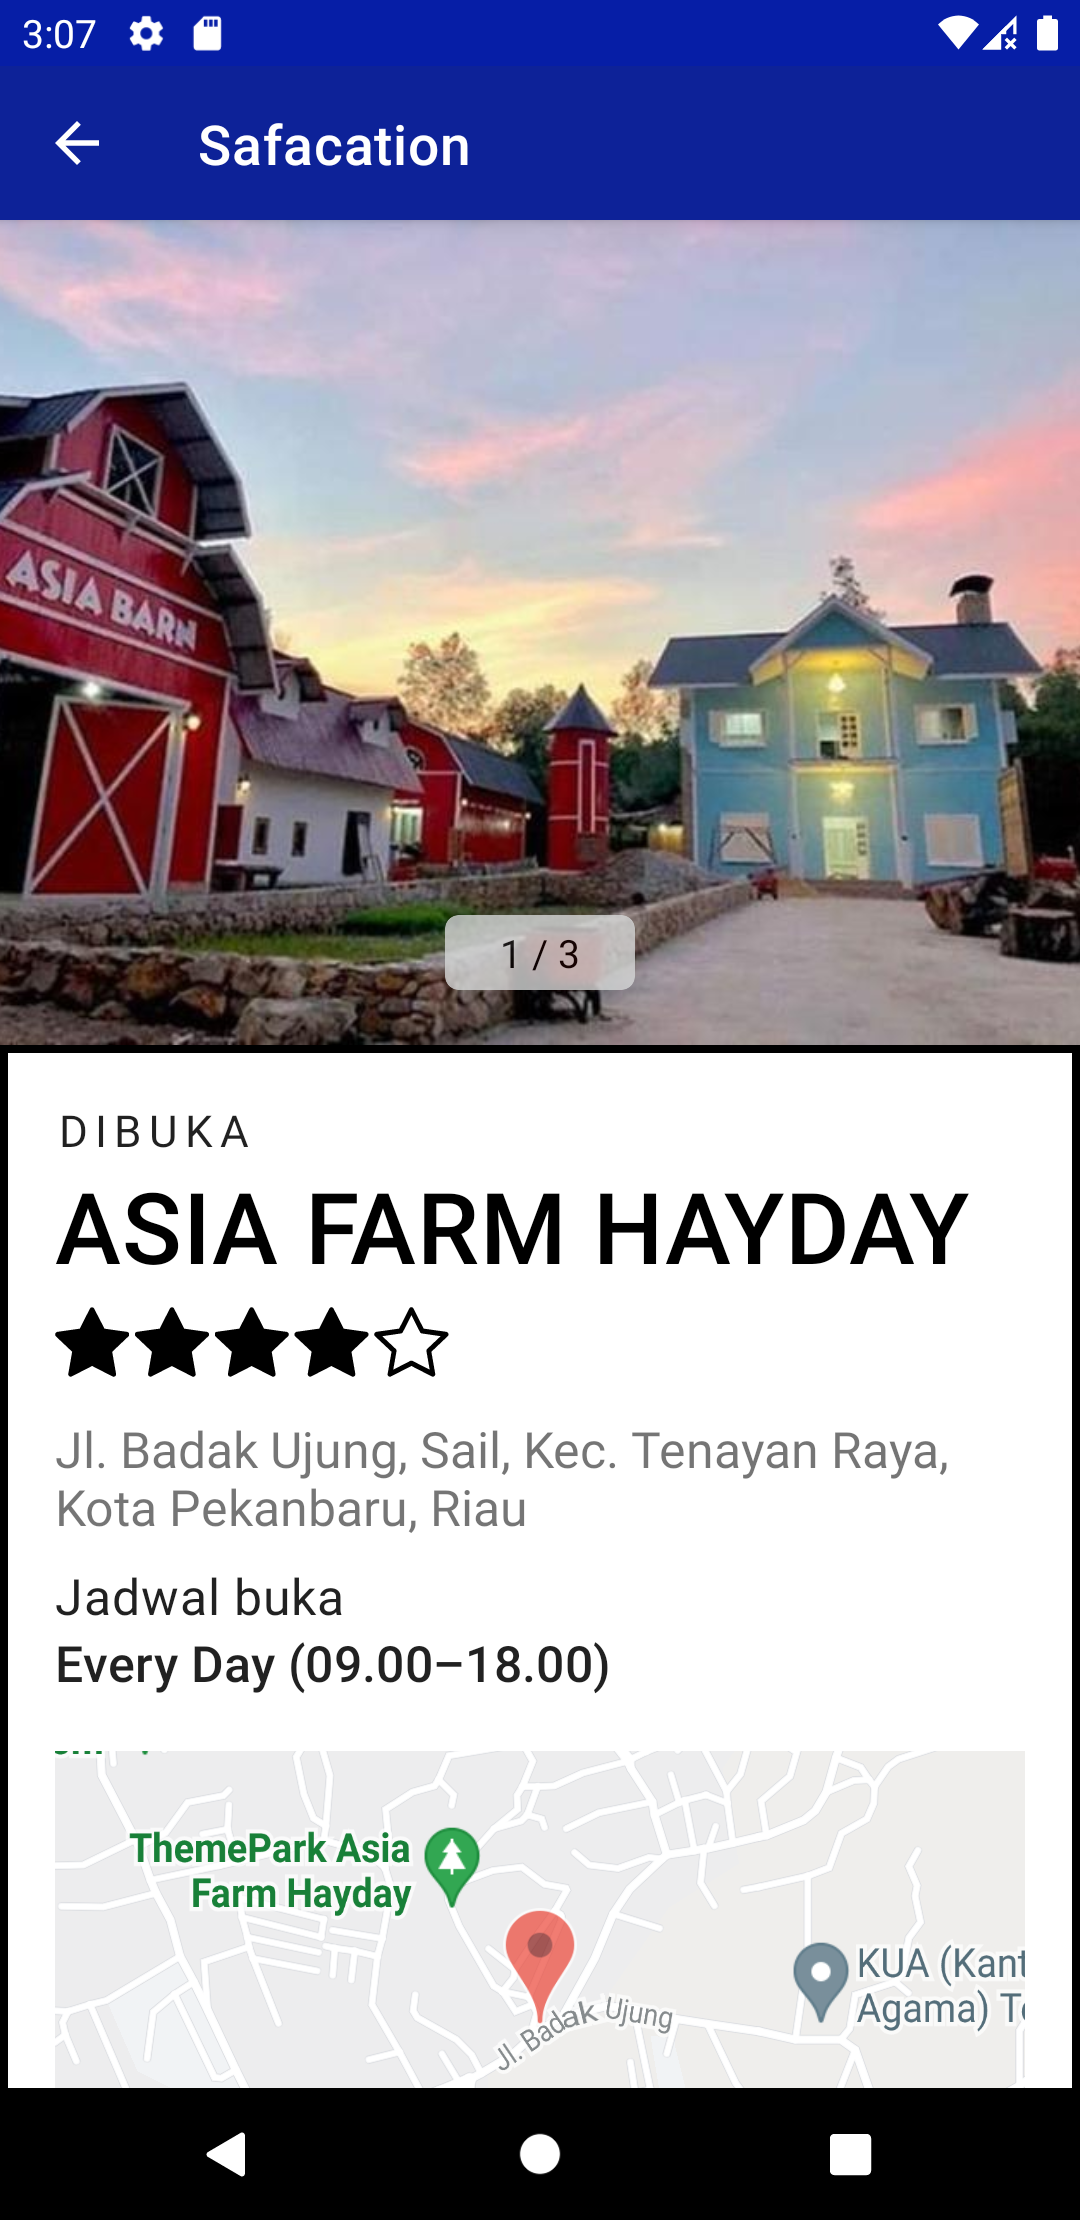 3:07
Safacation
ASIA BARN
1 / 3
DIBUKA
ASIA FARM HAYDAY
Jl. Badak Ujung, Sail, Kec. Tenayan Raya,
Kota Pekanbaru, Riau
Jadwal buka
Every Day (09.00–18.00)
ThemePark Asia
Farm Hayday
KUA (Kant
Agama) Te
Jl. Badak Ujung